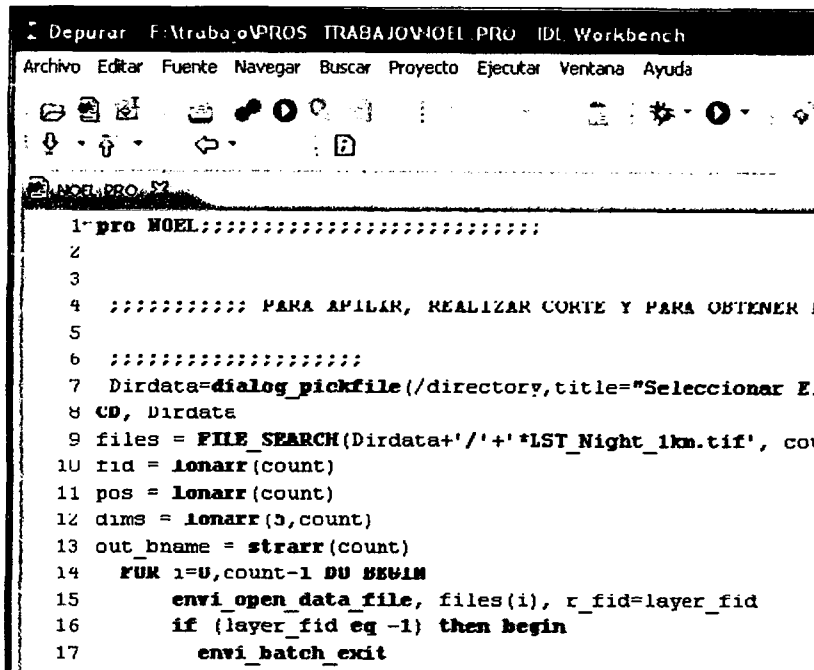 Depurar F:\trabajo\PROS TRABAJO\NOEL.PRO IDL Workbench
Archivo Editar Fuente Navegar Buscar Proyecto Ejecutar Ventana Ayuda
NOEL.PRO
1 pro NOEL;;;;;;;;;;;;;;;;;;;;;;;;;;;
2
3
4 ;;;;;;;;;;; PARA APILAR, REALIZAR CORTE Y PARA OBTENER
5
6 ;;;;;;;;;;;;;;;;;;;;
7 Dirdata=dialog_pickfile(/directory,title="Seleccionar E
8 CD, Dirdata
9 files = FILE_SEARCH(Dirdata+'/'+'*LST_Night_1km.tif', cou
10 fid = lonarr(count)
11 pos = lonarr(count)
12 dims = lonarr(5,count)
13 out_bname = strarr(count)
14 FOR i=0,count-1 DO BEGIN
15 envi_open_data_file, files(i), r_fid=layer_fid
16 if (layer_fid eq -1) then begin
17 envi_batch_exit